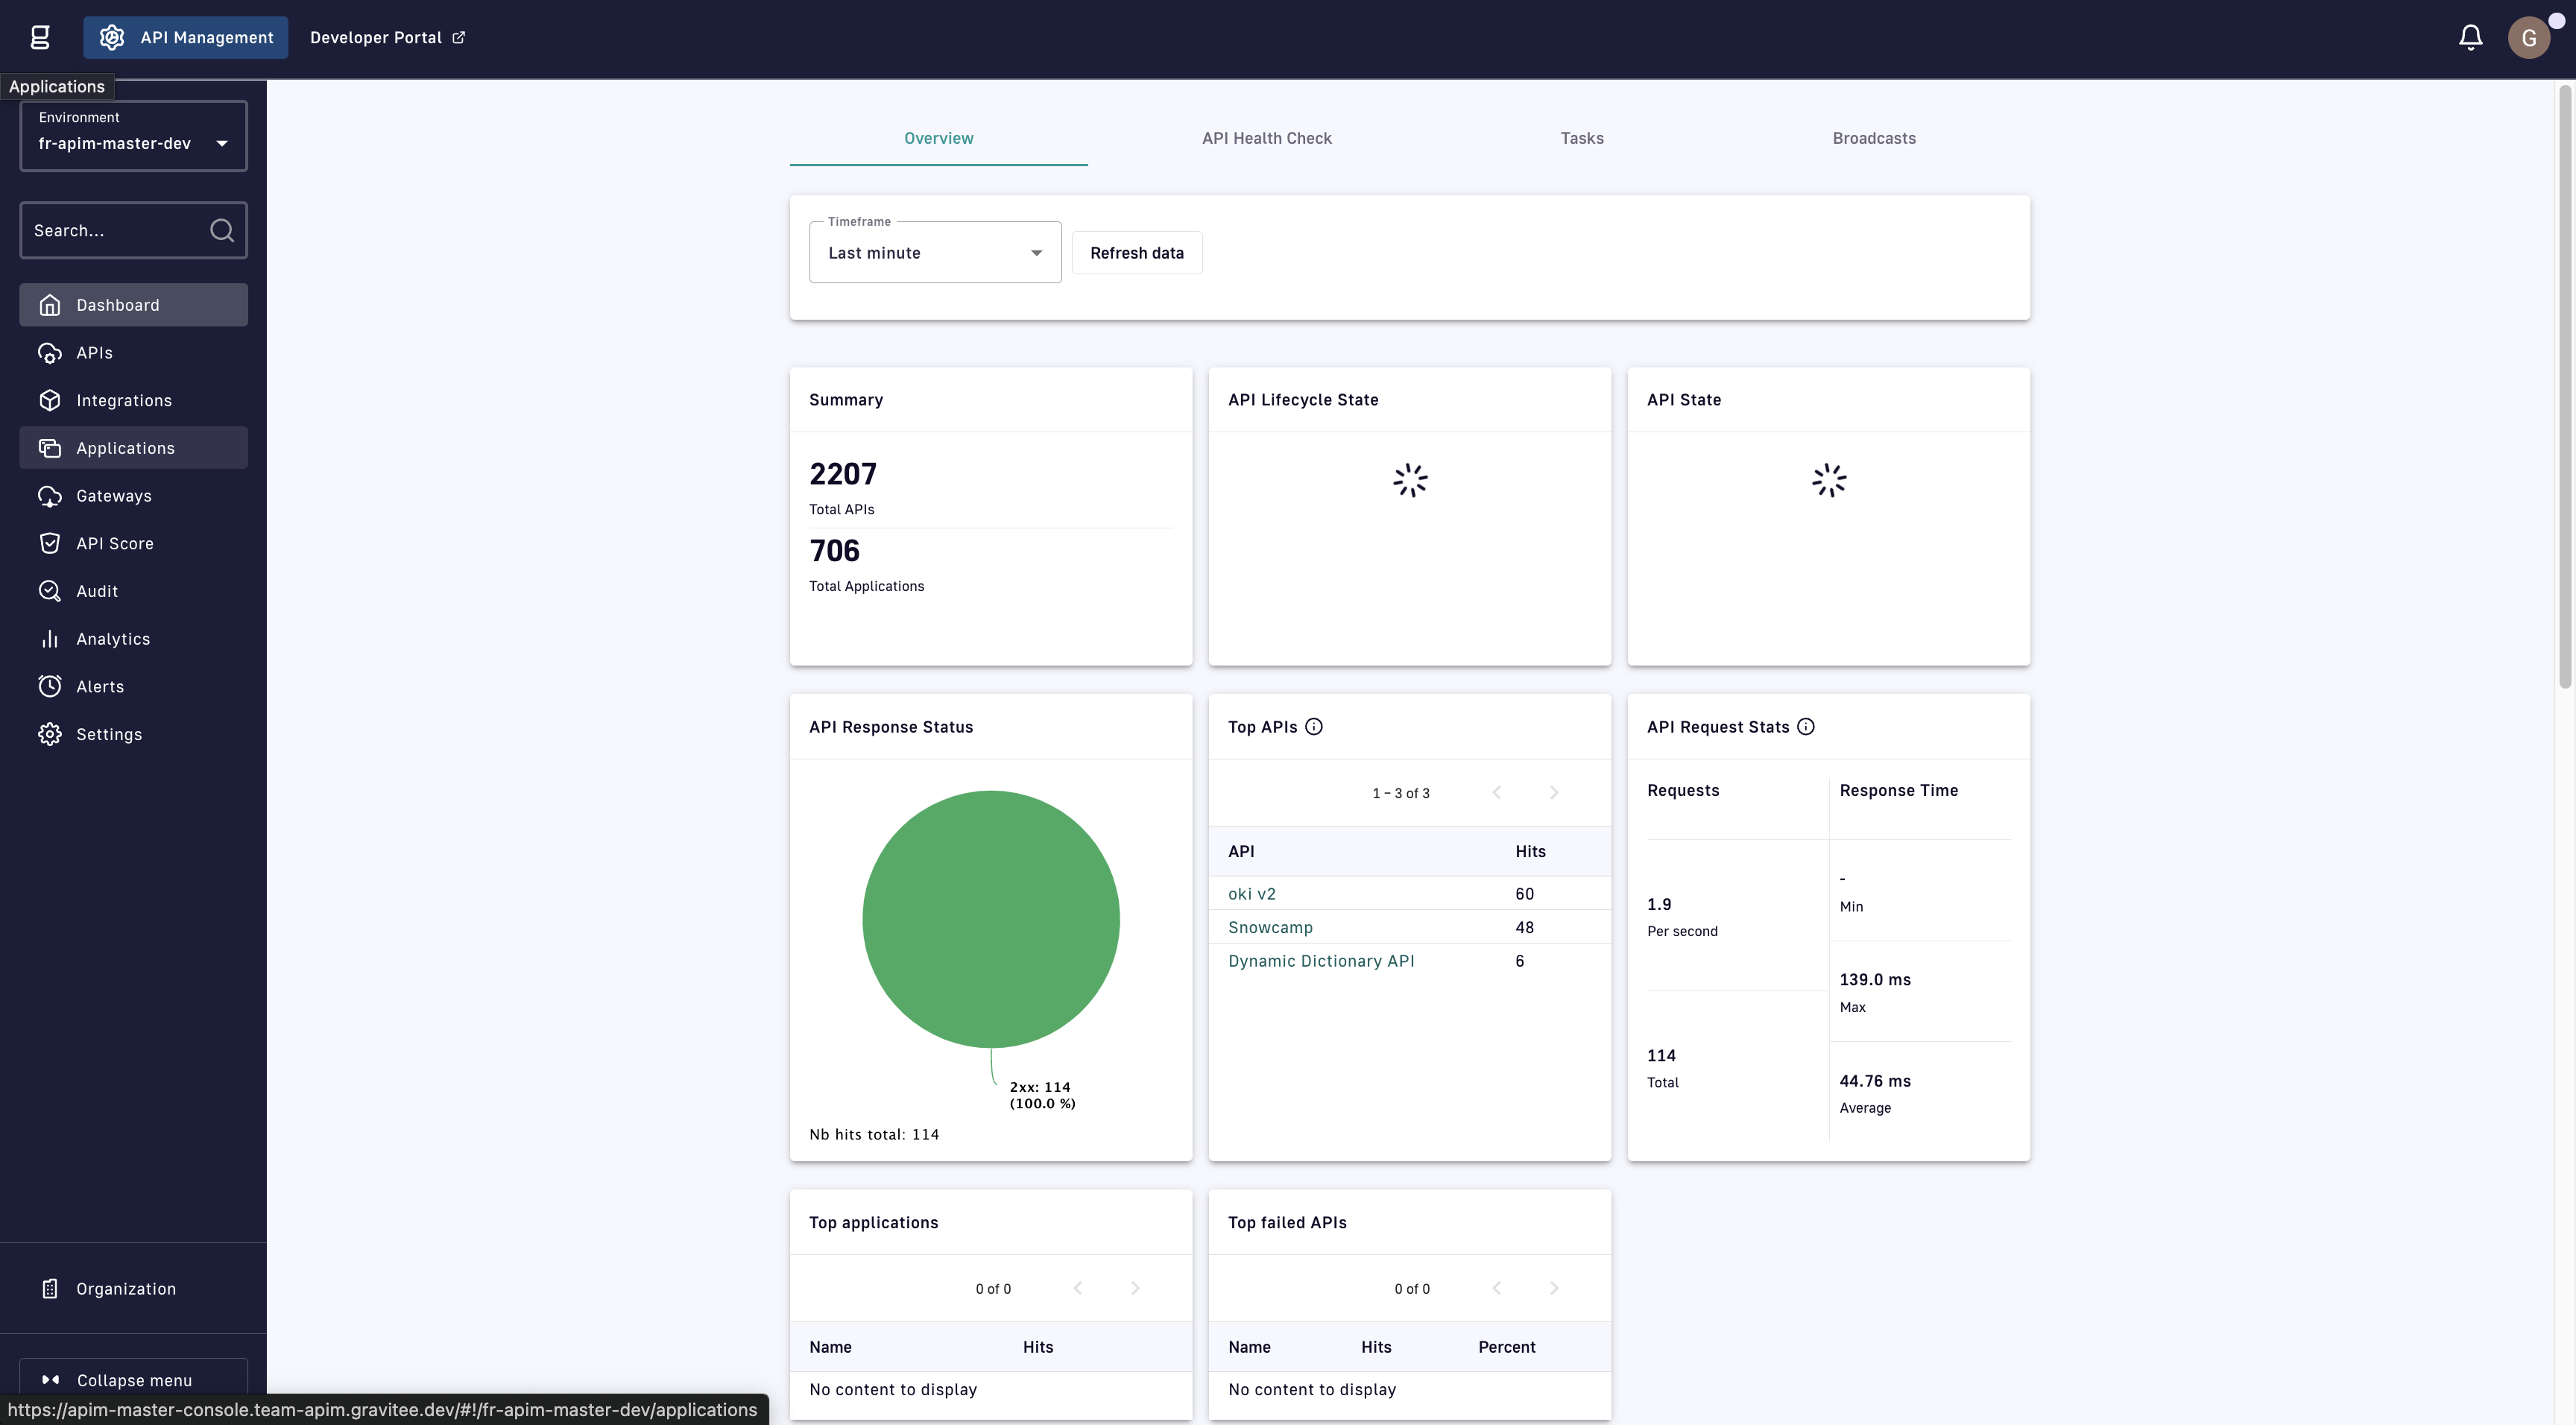 API Management
Developer Portal
G
Applications
Environment
fr-apim-master-dev
Search...
Dashboard
APIs
Integrations
Applications
Gateways
API Score
Audit
Analytics
Alerts
Settings
Organization
Collapse menu
https://apim-master-console.team-apim.gravitee.dev/#!/fr-apim-master-dev/applications
Overview
API Health Check
Tasks
Broadcasts
Timeframe
Last minute
Refresh data
Summary
2207
Total APIs
706
Total Applications
API Lifecycle State
API State
API Response Status
2xx: 114
(100.0 %)
Nb hits total: 114
Top APIs
1 – 3 of 3
API Hits
oki v2 60
Snowcamp 48
Dynamic Dictionary API 6
API Request Stats
Requests
1.9
Per second
114
Total
Response Time
-
Min
139.0 ms
Max
44.76 ms
Average
Top applications
0 of 0
Name Hits
No content to display
Top failed APIs
0 of 0
Name Hits Percent
No content to display